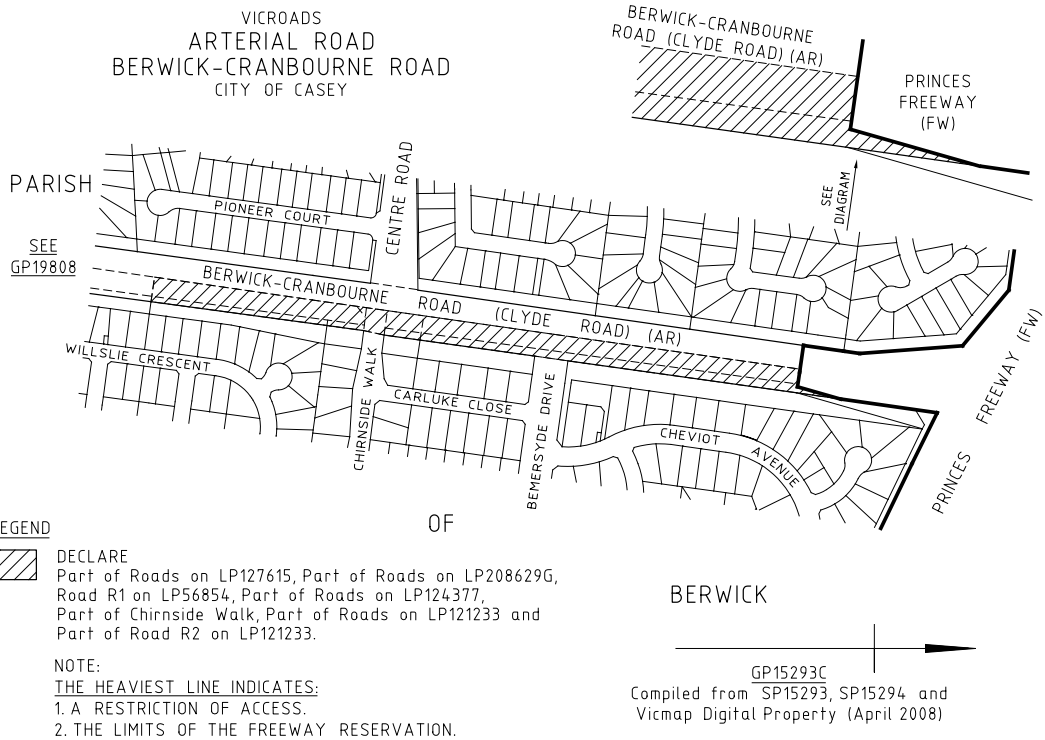 VICROADS
ARTERIAL ROAD
BERWICK-CRANBOURNE ROAD
CITY OF CASEY
BERWICK-CRANBOURNE
ROAD (CLYDE ROAD) (AR)
PRINCES
FREEWAY
(FW)
SEE
DIAGRAM
PARISH
SEE
GP19808
PIONEER COURT
CENTRE ROAD
BERWICK-CRANBOURNE ROAD (CLYDE ROAD) (AR)
WILLSLIE CRESCENT
CHIRNSIDE WALK
CARLUKE CLOSE
BEMERSYDE DRIVE
CHEVIOT AVENUE
PRINCES FREEWAY (FW)
OF
BERWICK
EGEND
DECLARE
Part of Roads on LP127615, Part of Roads on LP208629G,
Road R1 on LP56854, Part of Roads on LP124377,
Part of Chirnside Walk, Part of Roads on LP121233 and
Part of Road R2 on LP121233.
NOTE:
THE HEAVIEST LINE INDICATES:
1. A RESTRICTION OF ACCESS.
2. THE LIMITS OF THE FREEWAY RESERVATION.
GP15293C
Compiled from SP15293, SP15294 and
Vicmap Digital Property (April 2008)